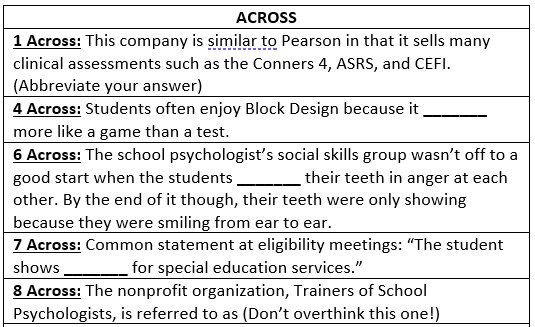 ACROSS
1 Across: This company is similar to Pearson in that it sells many
clinical assessments such as the Conners 4, ASRS, and CEFI.
(Abbreviate your answer)
4 Across: Students often enjoy Block Design because it _______
more like a game than a test.
6 Across: The school psychologist’s social skills group wasn’t off to a
good start when the students _______ their teeth in anger at each
other. By the end of it though, their teeth were only showing
because they were smiling from ear to ear.
7 Across: Common statement at eligibility meetings: “The student
shows _______ for special education services.”
8 Across: The nonprofit organization, Trainers of School
Psychologists, is referred to as (Don’t overthink this one!)